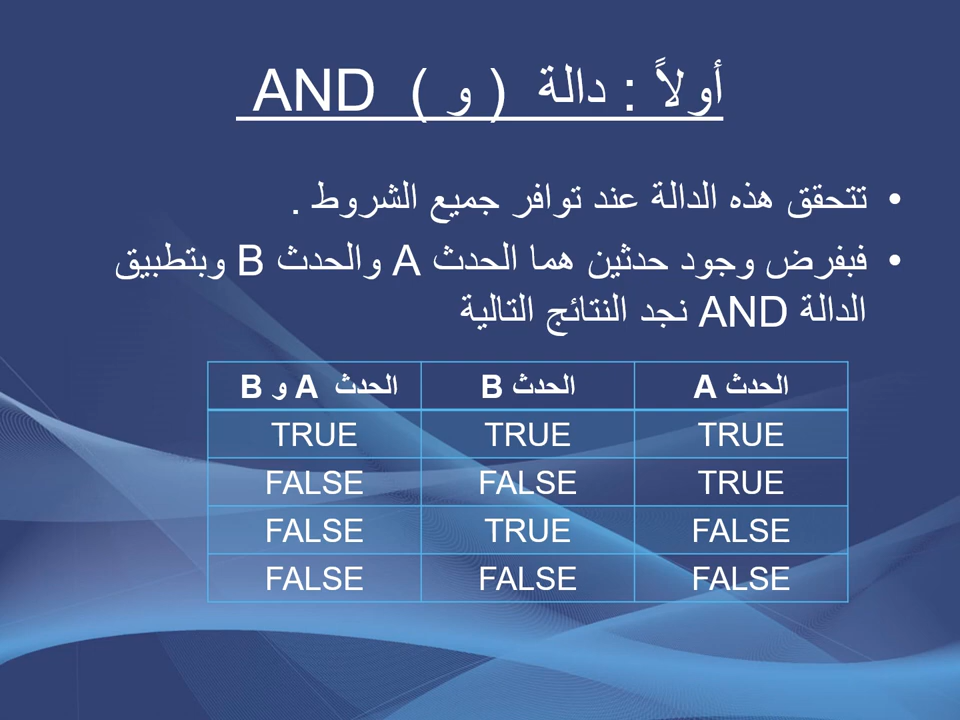 أولاً : دالة ( و ) AND
• تتحقق هذه الدالة عند توافر جميع الشروط .
• فبفرض وجود حدثين هما الحدث A والحدث B وبتطبيق
الدالة AND نجد النتائج التالية
الحدث A الحدث B الحدث A و B
TRUE TRUE TRUE
TRUE FALSE FALSE
FALSE TRUE FALSE
FALSE FALSE FALSE